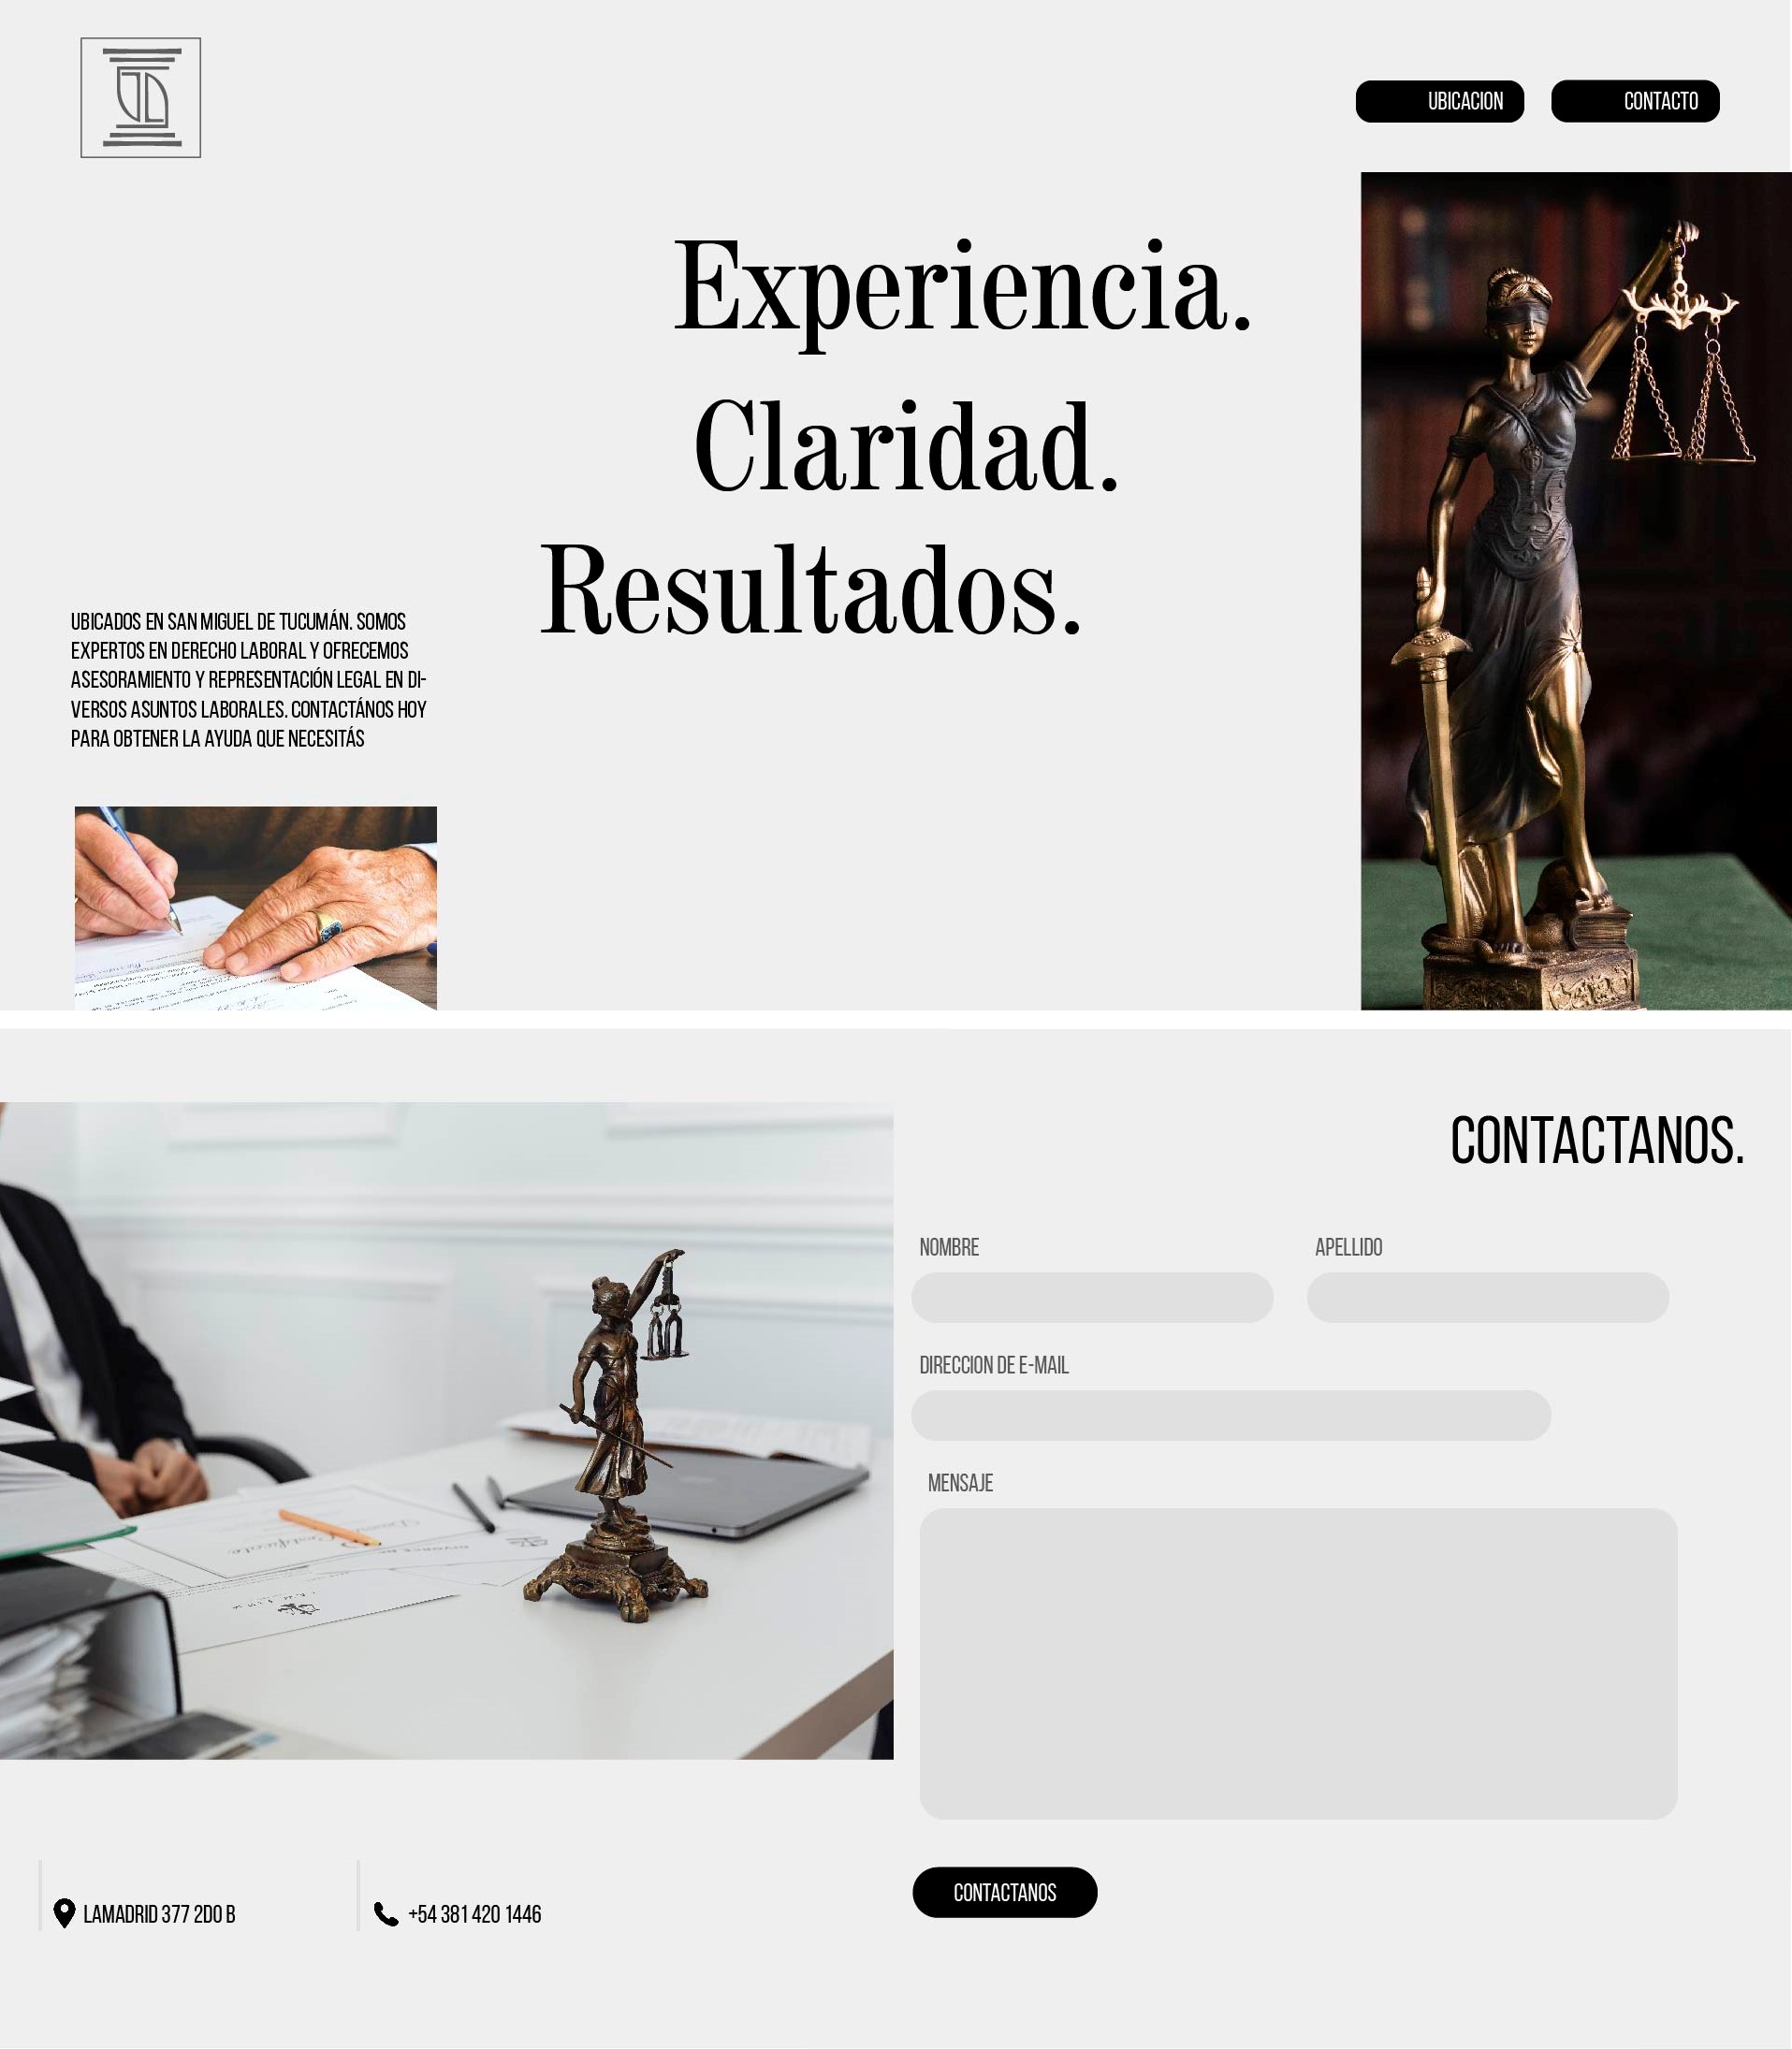 UBICACION
CONTACTO
Experiencia.
Claridad.
Resultados.
UBICADOS EN SAN MIGUEL DE TUCUMÁN. SOMOS
EXPERTOS EN DERECHO LABORAL Y OFRECEMOS
ASESORAMIENTO Y REPRESENTACIÓN LEGAL EN DI-
VERSOS ASUNTOS LABORALES. CONTACTÁNOS HOY
PARA OBTENER LA AYUDA QUE NECESITÁS
CONTACTANOS.
NOMBRE
APELLIDO
DIRECCION DE E-MAIL
MENSAJE
CONTACTANOS
LAMADRID 377 2DO B
+54 381 420 1446